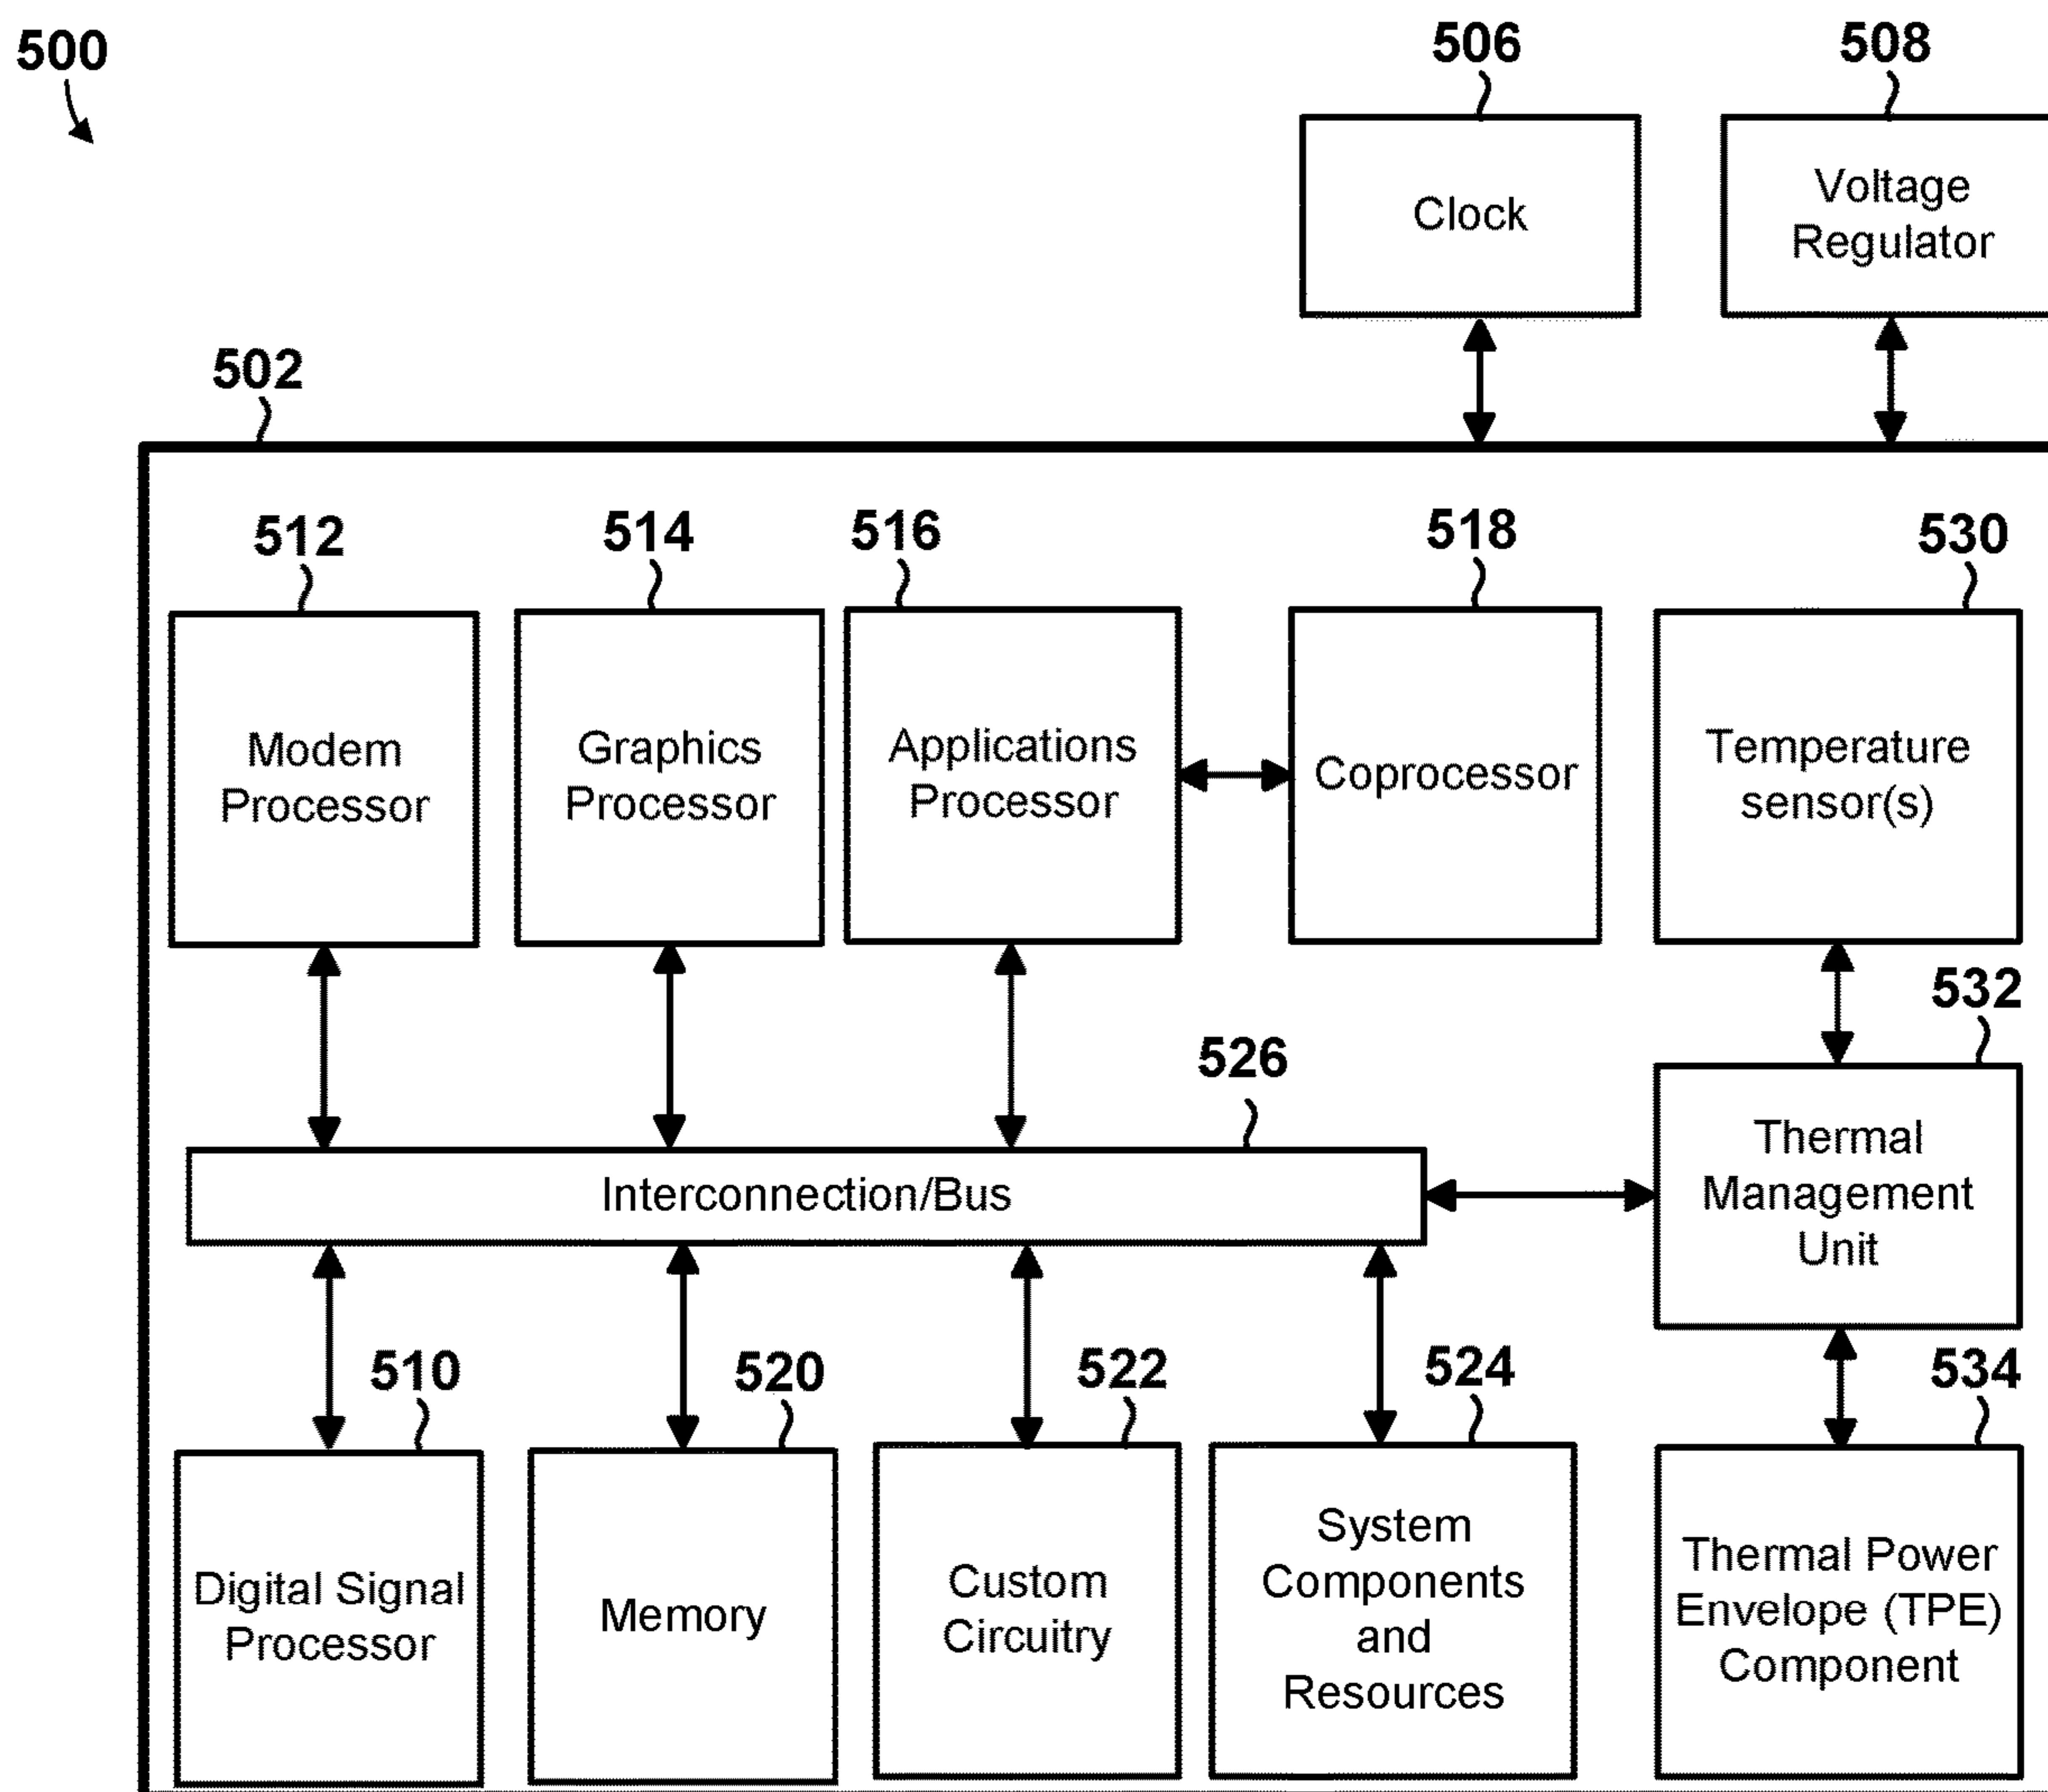 500
506
508
Clock
Voltage
Regulator
502
512
514
516
518
530
Modem
Processor
Graphics
Processor
Applications
Processor
Coprocessor
Temperature
sensor(s)
532
526
Interconnection/Bus
Thermal
Management
Unit
510
520
522
524
534
Digital Signal
Processor
Memory
Custom
Circuitry
System
Components
and
Resources
Thermal Power
Envelope (TPE)
Component